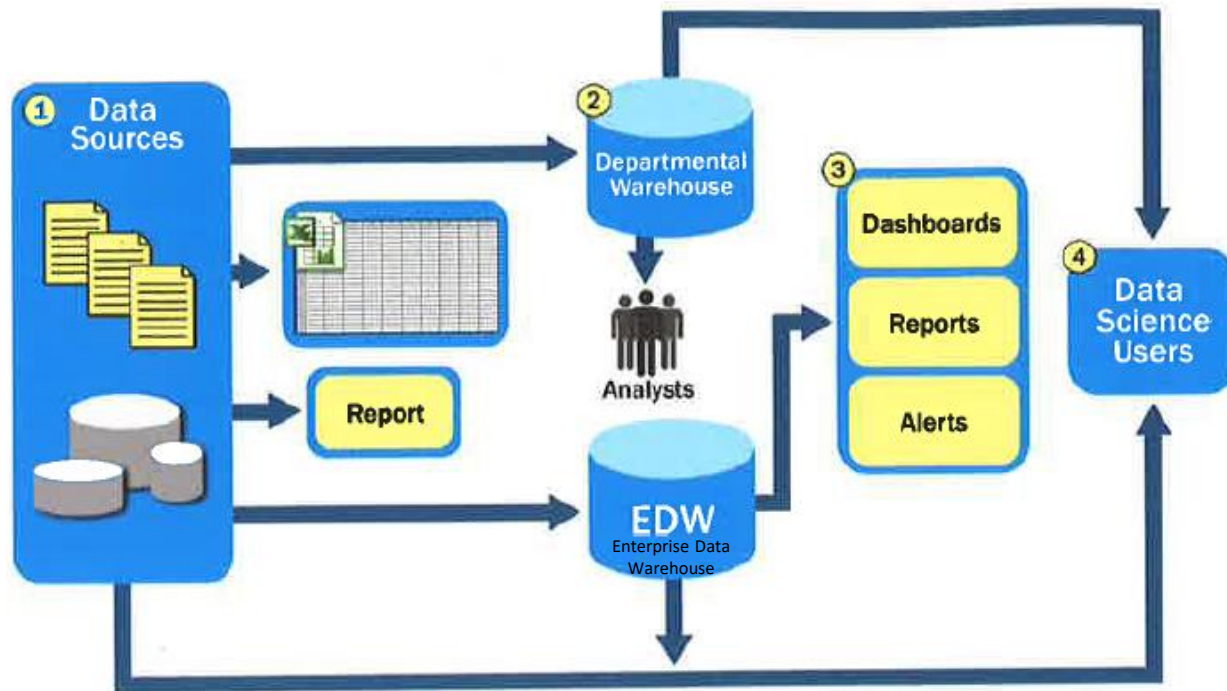 1
Data
Sources
2
Departmental
Warehouse
3
Dashboards
Reports
Alerts
4
Data
Science
Users
Analysts
Report
EDW
Enterprise Data
Warehouse